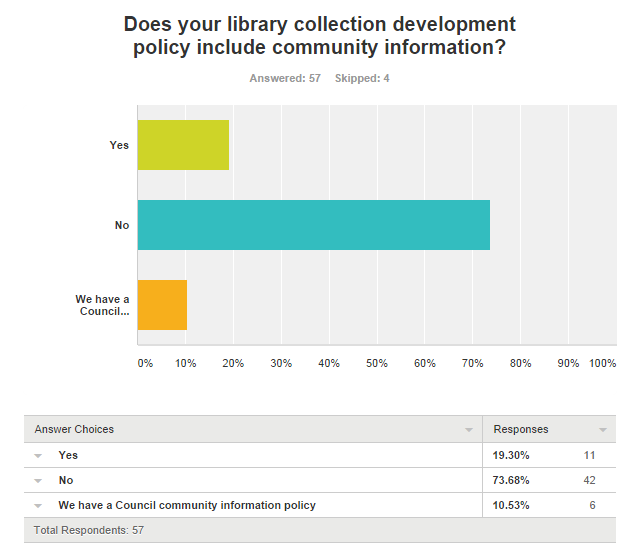 Does your library collection development
policy include community information?
Answered: 57 Skipped: 4
Yes
No
We have a
Council...
0% 10% 20% 30% 40% 50% 60% 70% 80% 90% 100%
Answer Choices Responses
Yes 19.30% 11
No 73.68% 42
We have a Council community information policy 10.53% 6
Total Respondents: 57